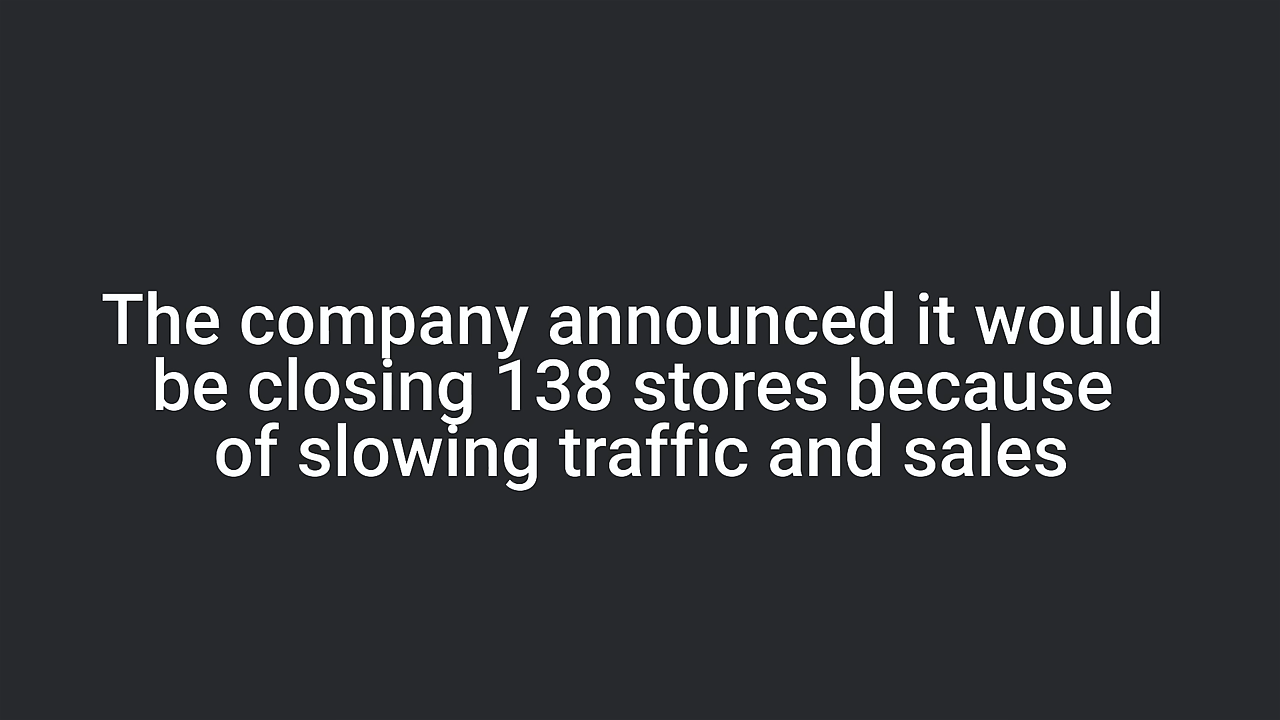 The company announced it would
be closing 138 stores because
of slowing traffic and sales